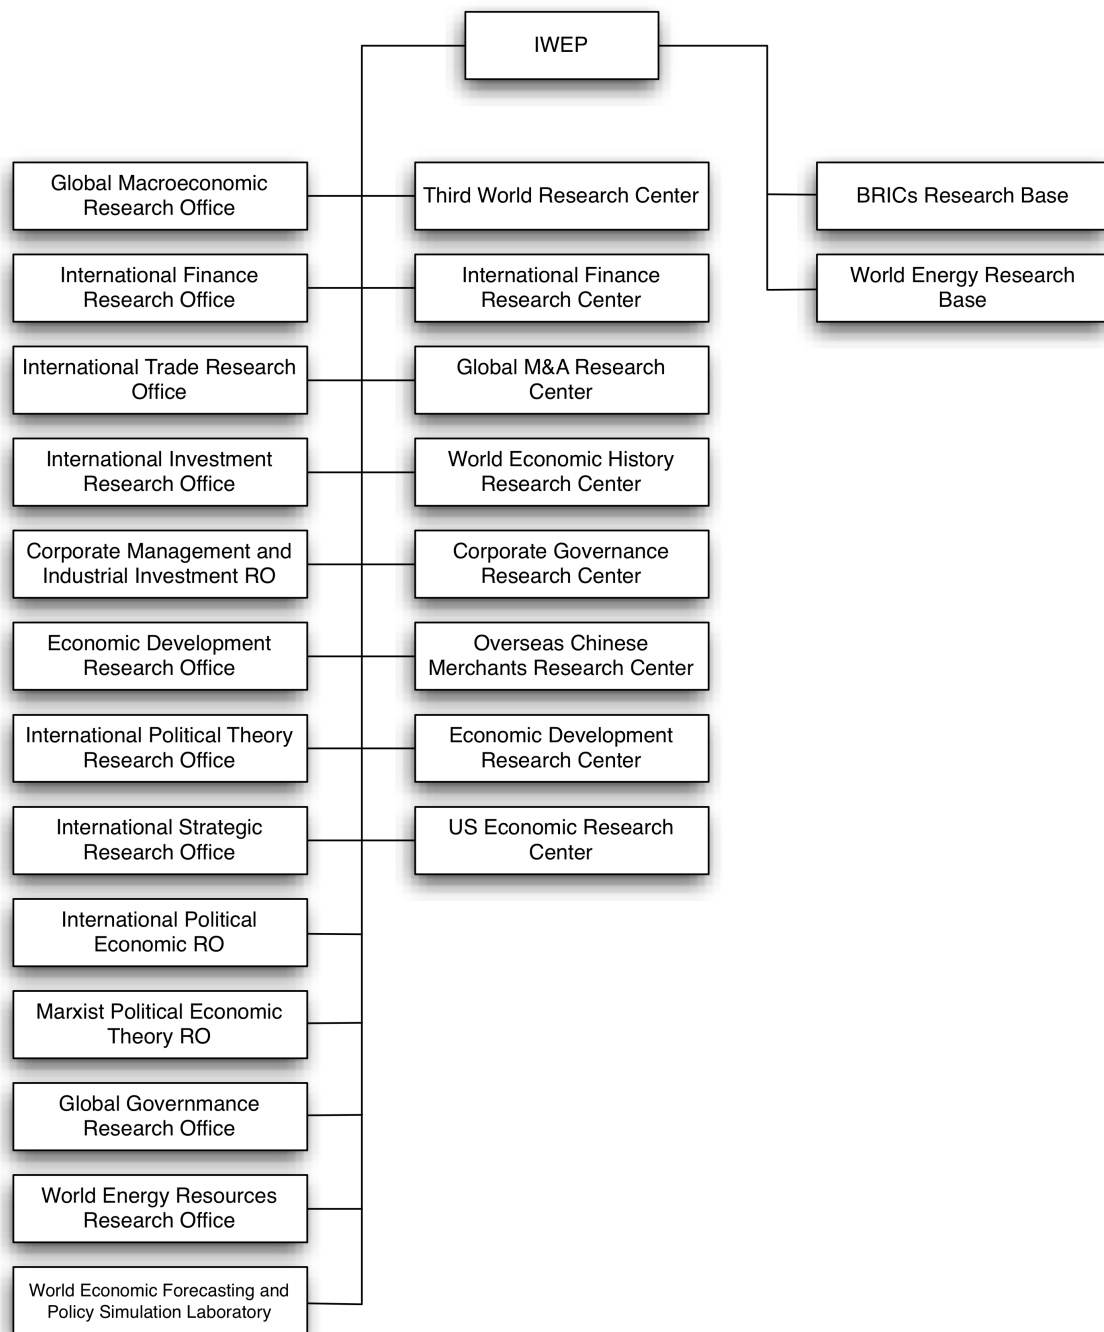 IWEP
Global Macroeconomic
Research Office
Third World Research Center
BRICs Research Base
International Finance
Research Office
International Finance
Research Center
World Energy Research
Base
International Trade Research
Office
Global M&A Research
Center
International Investment
Research Office
World Economic History
Research Center
Corporate Management and
Industrial Investment RO
Corporate Governance
Research Center
Economic Development
Research Office
Overseas Chinese
Merchants Research Center
International Political Theory
Research Office
Economic Development
Research Center
International Strategic
Research Office
US Economic Research
Center
International Political
Economic RO
Marxist Political Economic
Theory RO
Global Governmance
Research Office
World Energy Resources
Research Office
World Economic Forecasting and
Policy Simulation Laboratory